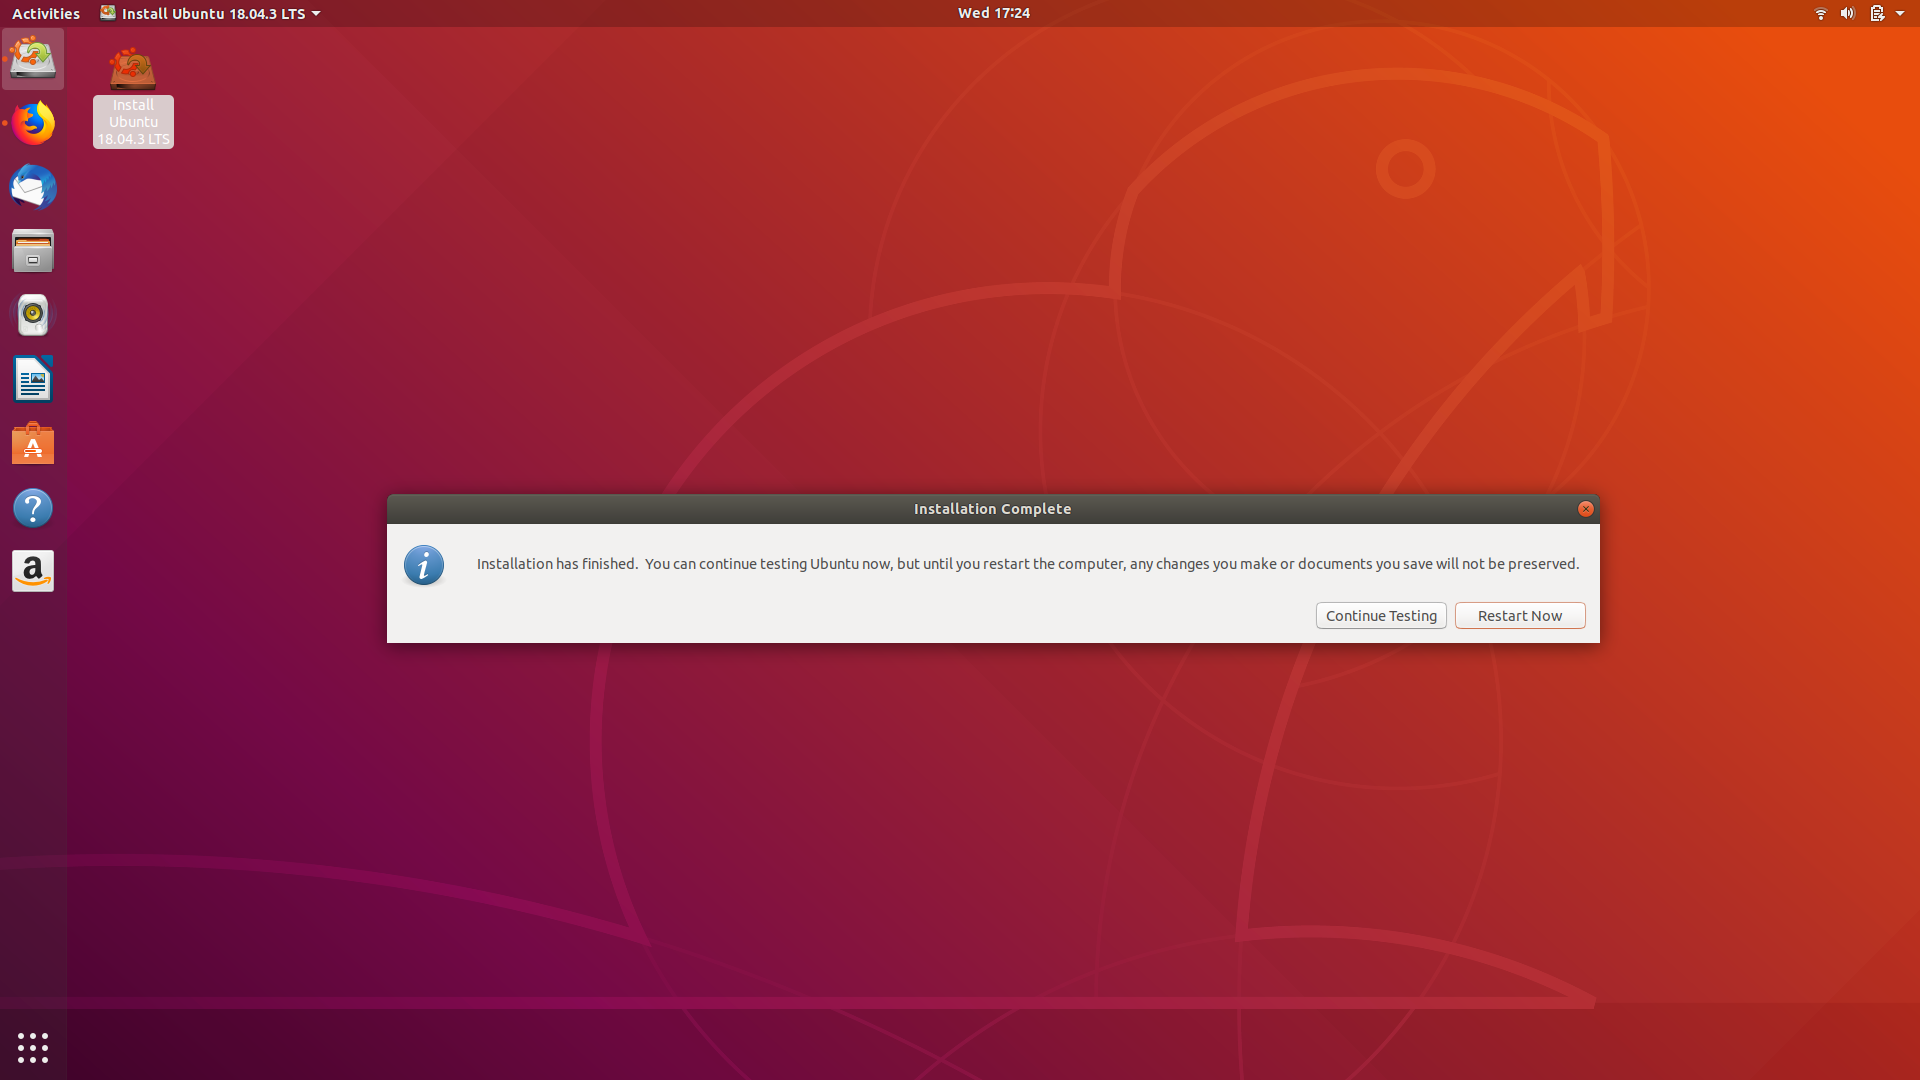 Activities
Install Ubuntu 18.04.3 LTS
Wed 17:24
Install
Ubuntu
18.04.3 LTS
Installation Complete
Installation has finished.  You can continue testing Ubuntu now, but until you restart the computer, any changes you make or documents you save will not be preserved.
Continue Testing
Restart Now